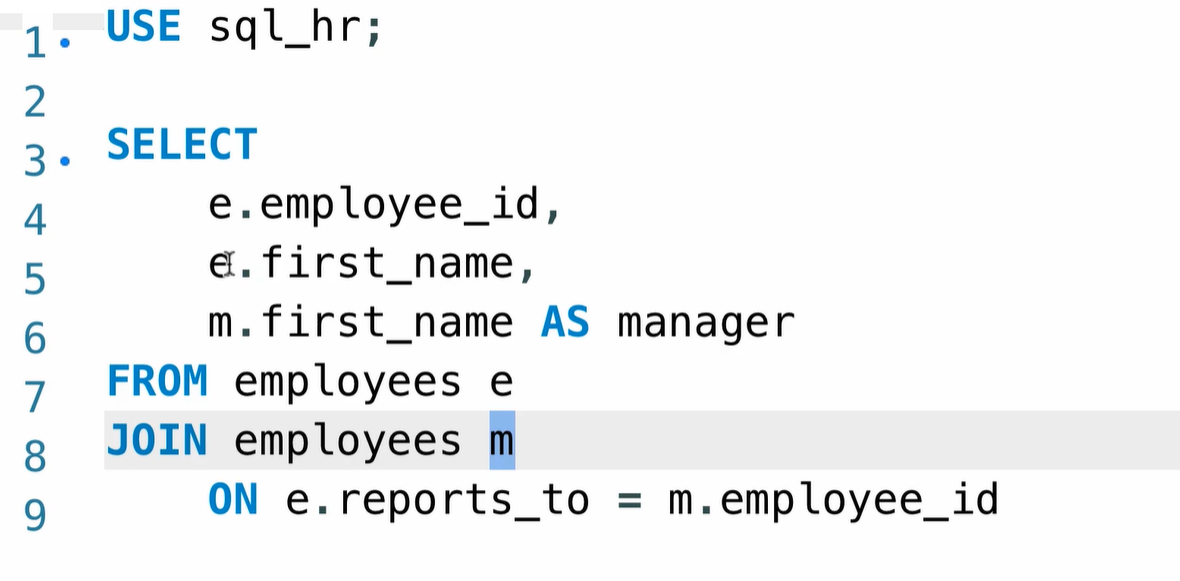 1 USE sql_hr;
2
3 SELECT
4 e.employee_id,
5 e.first_name,
6 m.first_name AS manager
7 FROM employees e
8 JOIN employees m
9 ON e.reports_to = m.employee_id